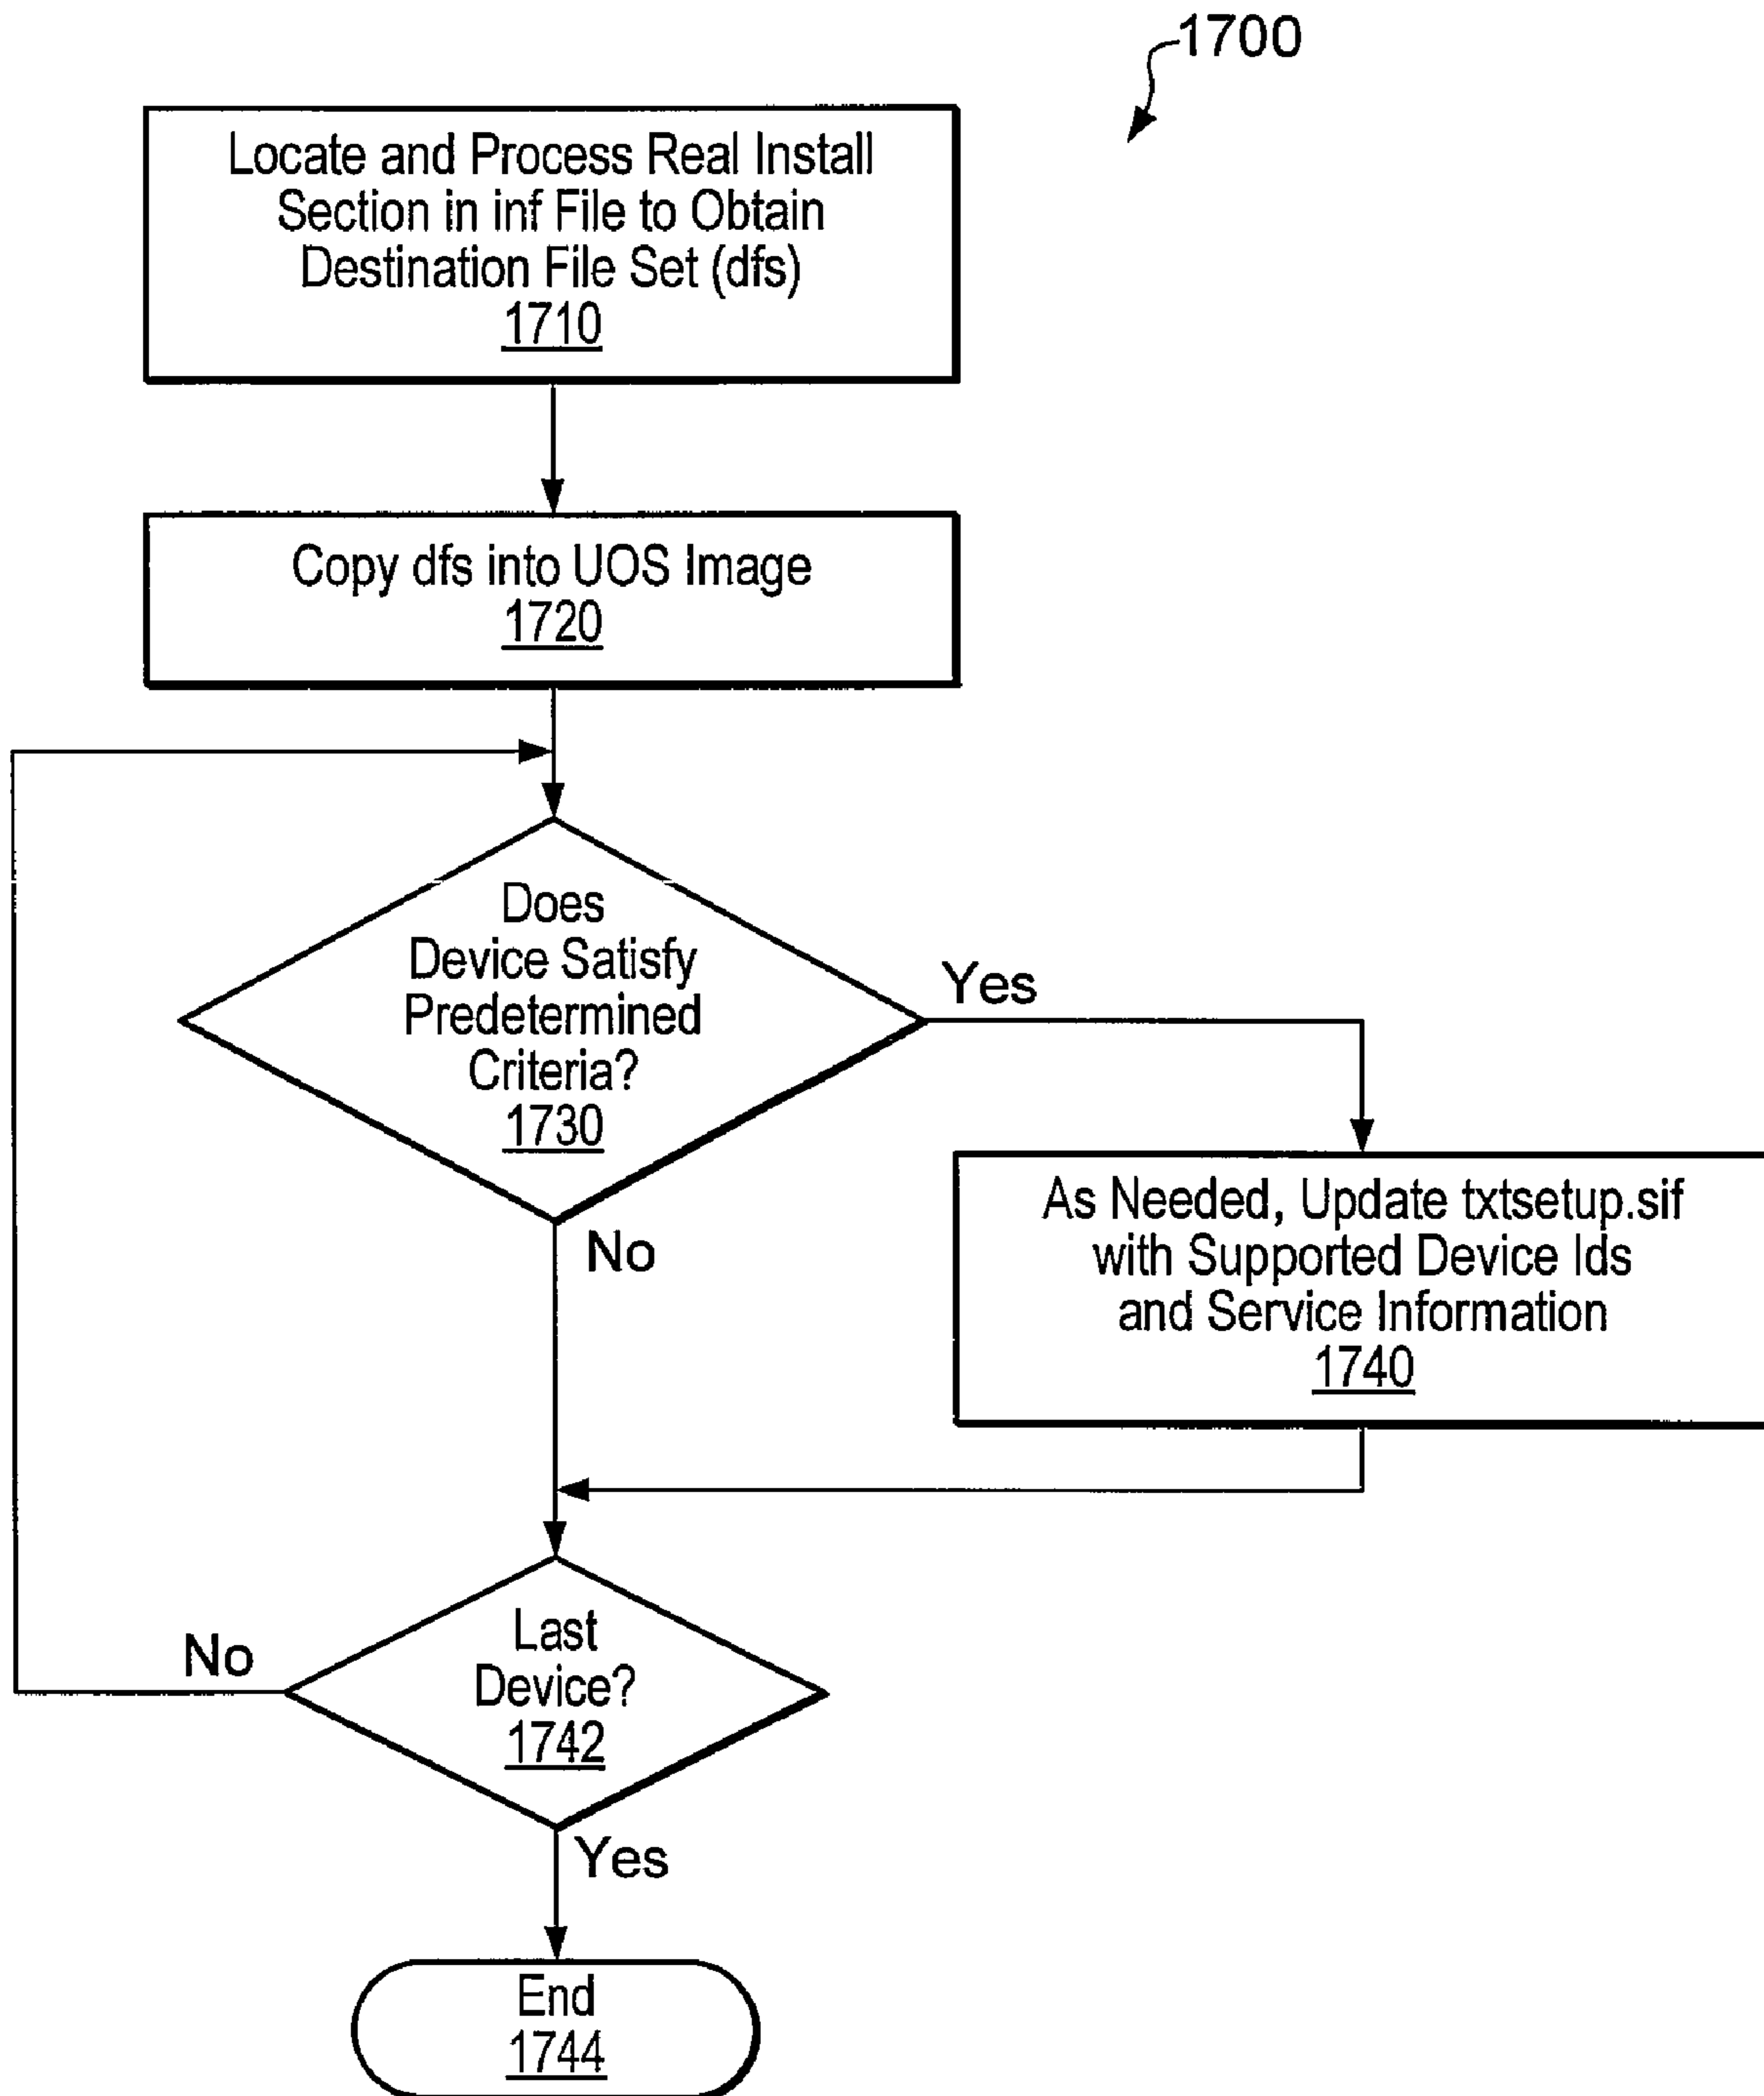 1700
Locate and Process Real Install
Section in inf File to Obtain
Destination File Set (dfs)
1710
Copy dfs into UOS Image
1720
Does
Device Satisfy
Predetermined
Criteria?
1730
Yes
No
As Needed, Update txtsetup.sif
with Supported Device Ids
and Service Information
1740
Last
Device?
1742
No
Yes
End
1744